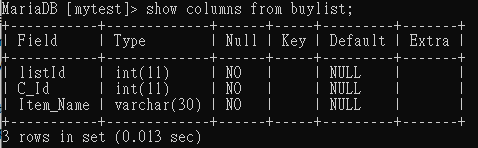 MariaDB [mytest]> show columns from buylist;
+-----------+-------------+------+-----+---------+-------+
| Field     | Type        | Null | Key | Default | Extra |
+-----------+-------------+------+-----+---------+-------+
| listId    | int(11)     | NO   |     | NULL    |       |
| C_Id      | int(11)     | NO   |     | NULL    |       |
| Item_Name | varchar(30) | NO   |     | NULL    |       |
+-----------+-------------+------+-----+---------+-------+
3 rows in set (0.013 sec)